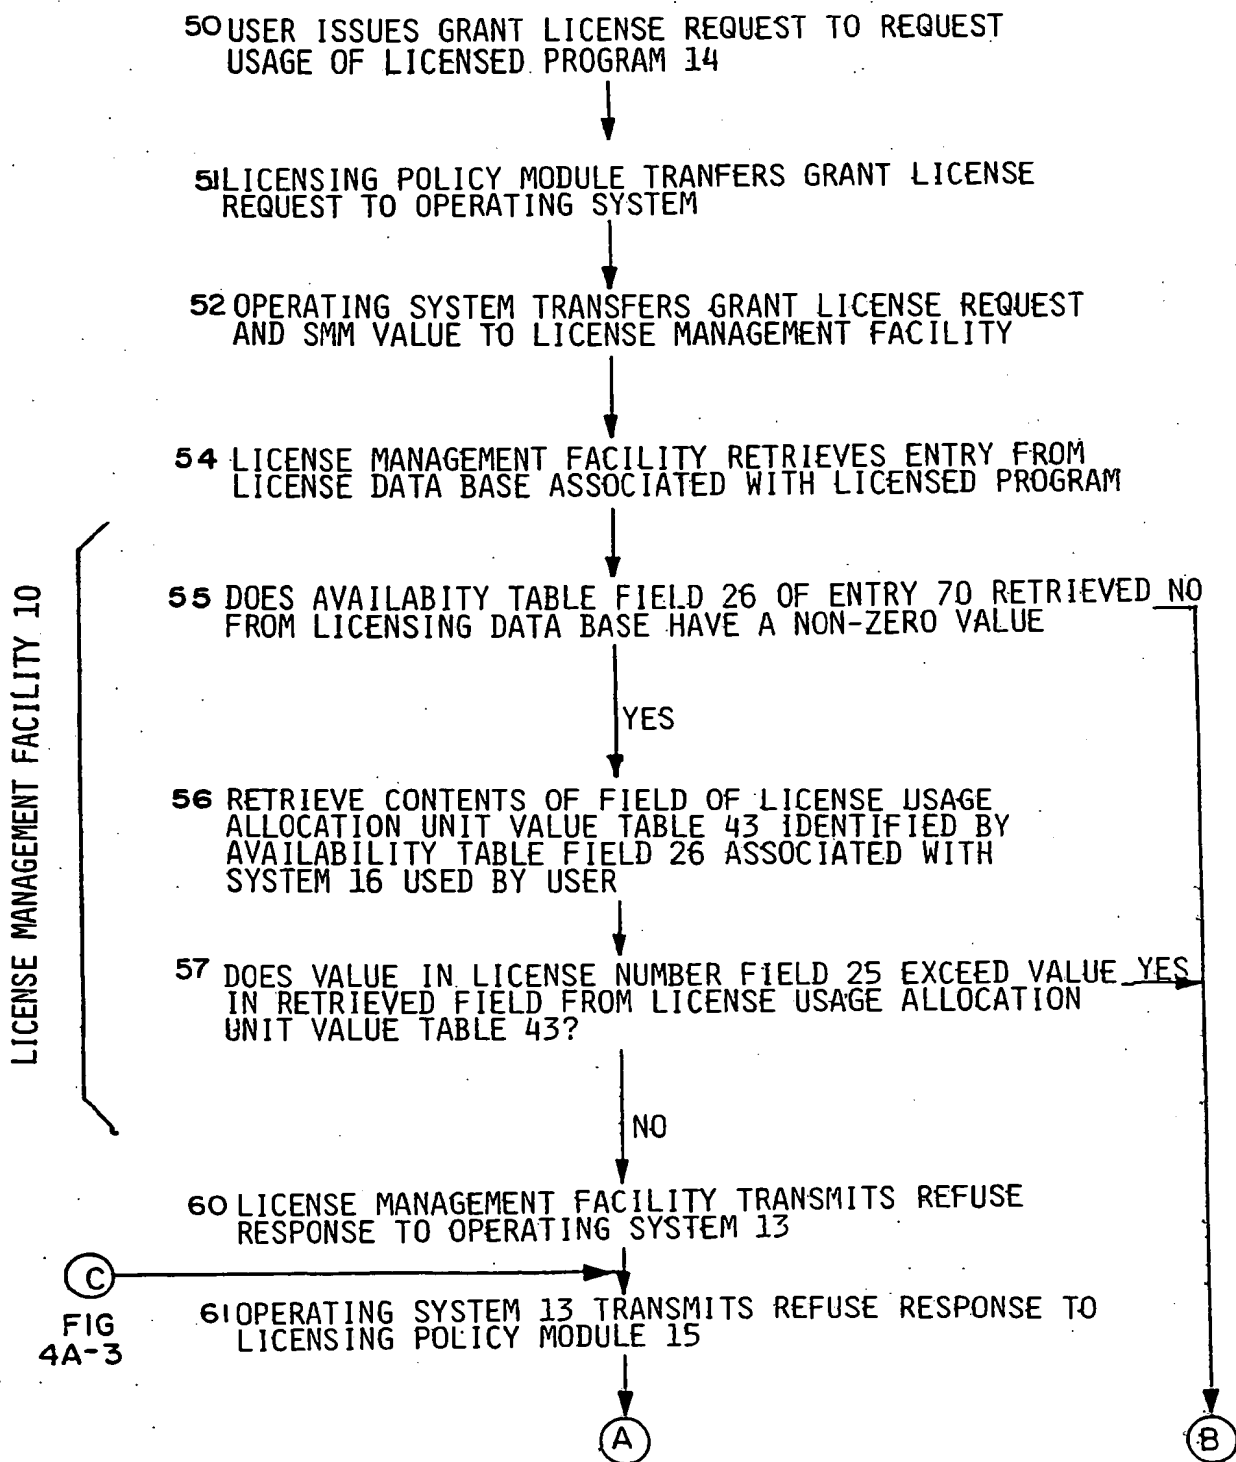 50 USER ISSUES GRANT LICENSE REQUEST TO REQUEST
USAGE OF LICENSED PROGRAM 14
51 LICENSING POLICY MODULE TRANFERS GRANT LICENSE
REQUEST TO OPERATING SYSTEM
52 OPERATING SYSTEM TRANSFERS GRANT LICENSE REQUEST
AND SMM VALUE TO LICENSE MANAGEMENT FACILITY
54 LICENSE MANAGEMENT FACILITY RETRIEVES ENTRY FROM
LICENSE DATA BASE ASSOCIATED WITH LICENSED PROGRAM
LICENSE MANAGEMENT FACILITY 10
55 DOES AVAILABITY TABLE FIELD 26 OF ENTRY 70 RETRIEVED NO
FROM LICENSING DATA BASE HAVE A NON-ZERO VALUE
YES
56 RETRIEVE CONTENTS OF FIELD OF LICENSE USAGE
ALLOCATION UNIT VALUE TABLE 43 IDENTIFIED BY
AVAILABILITY TABLE FIELD 26 ASSOCIATED WITH
SYSTEM 16 USED BY USER
57 DOES VALUE IN LICENSE NUMBER FIELD 25 EXCEED VALUE YES
IN RETRIEVED FIELD FROM LICENSE USAGE ALLOCATION
UNIT VALUE TABLE 43?
NO
60 LICENSE MANAGEMENT FACILITY TRANSMITS REFUSE
RESPONSE TO OPERATING SYSTEM 13
C
FIG
4A-3
61 OPERATING SYSTEM 13 TRANSMITS REFUSE RESPONSE TO
LICENSING POLICY MODULE 15
A
B